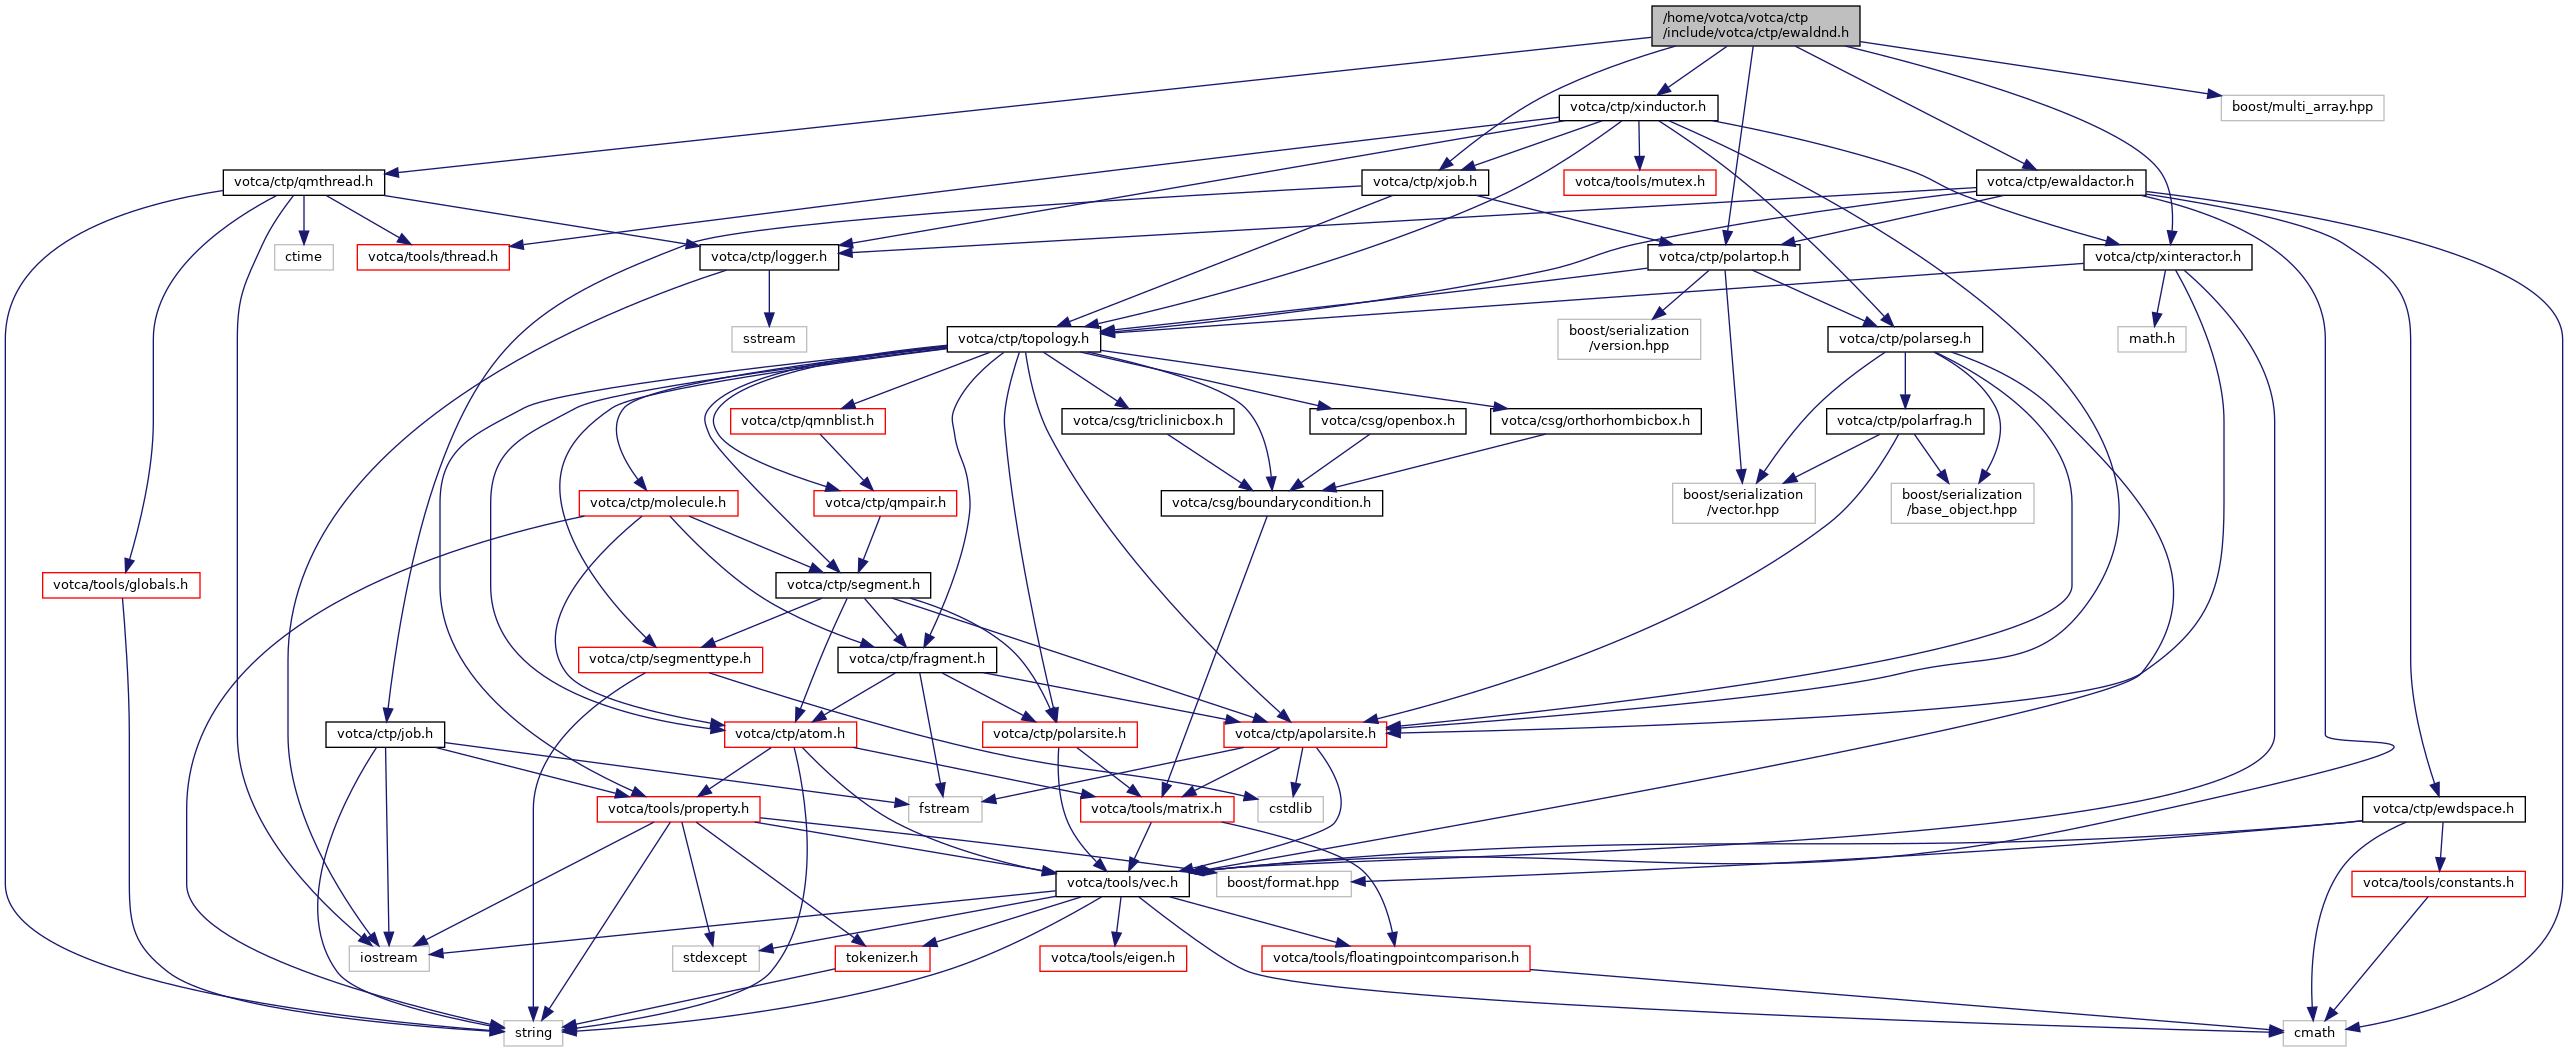 /home/votca/votca/ctp
/include/votca/ctp/ewaldnd.h
votca/ctp/xinductor.h
boost/multi_array.hpp
votca/ctp/qmthread.h
votca/ctp/xjob.h
votca/tools/mutex.h
votca/ctp/ewaldactor.h
ctime
votca/tools/thread.h
votca/ctp/logger.h
votca/ctp/polartop.h
votca/ctp/xinteractor.h
sstream
votca/ctp/topology.h
boost/serialization
/version.hpp
votca/ctp/polarseg.h
math.h
votca/ctp/qmnblist.h
votca/csg/triclinicbox.h
votca/csg/openbox.h
votca/csg/orthorhombicbox.h
votca/ctp/polarfrag.h
votca/ctp/molecule.h
votca/ctp/qmpair.h
votca/csg/boundarycondition.h
boost/serialization
/vector.hpp
boost/serialization
/base_object.hpp
votca/tools/globals.h
votca/ctp/segment.h
votca/ctp/segmenttype.h
votca/ctp/fragment.h
votca/ctp/job.h
votca/ctp/atom.h
votca/ctp/polarsite.h
votca/ctp/apolarsite.h
votca/tools/property.h
fstream
votca/tools/matrix.h
cstdlib
votca/ctp/ewdspace.h
votca/tools/vec.h
boost/format.hpp
votca/tools/constants.h
iostream
stdexcept
tokenizer.h
votca/tools/eigen.h
votca/tools/floatingpointcomparison.h
string
cmath